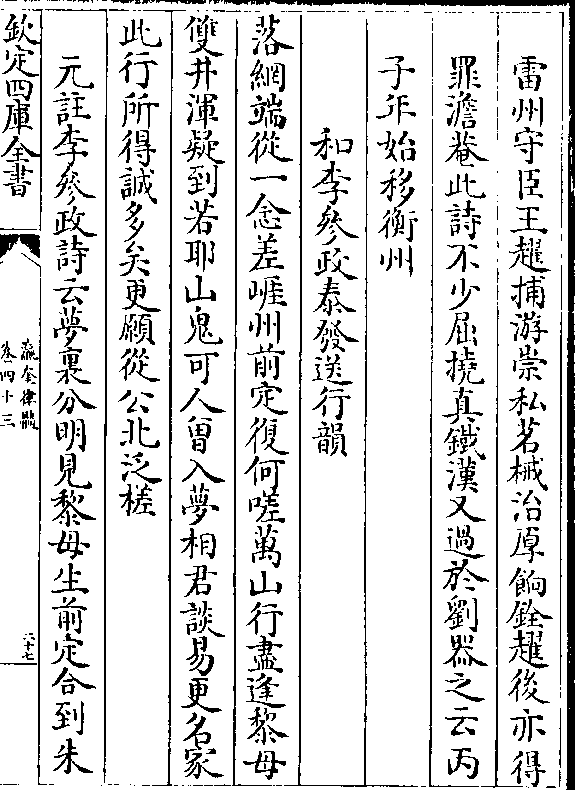 雷州守臣王趯捕游崇私茗械治厚餉銓趯後亦得
罪澹菴此詩不少屈撓真鐵漢又過於劉器之云丙
子年始移衡州
和李參政泰發送行韻
落網端從一念差崕州前定復何嗟萬山行盡逢黎母
雙井渾疑到若耶山鬼可人曾入夢相君談易更名家
此行所得誠多矣更願從公北泛槎
元註李參政詩云夢裏分明見黎母生前定合到朱
欽定四庫全書
瀛奎律髓
卷四十三
二十七